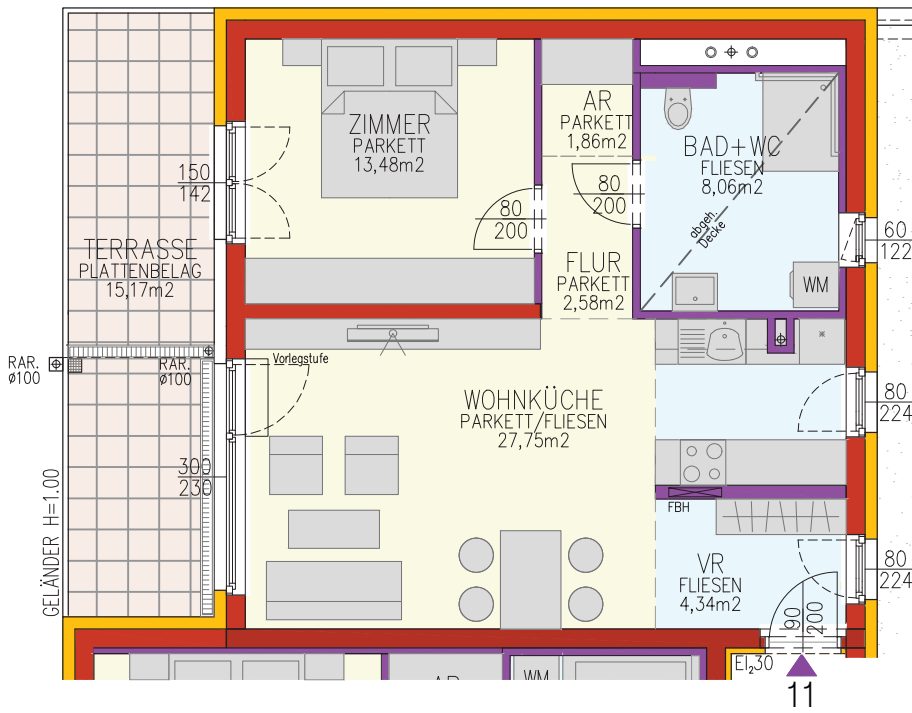 ZIMMER
PARKETT
13,48m2
AR
PARKETT
1,86m2
BAD+WC
FLIESEN
8,06m2
abgeh.
Decke
WM
150
142
80
200
80
200
60
122
TERRASSE
PLATTENBELAG
15,17m2
FLUR
PARKETT
2,58m2
RAR.
ø100
RAR.
ø100
Vorlegstufe
WOHNKÜCHE
PARKETT/FLIESEN
27,75m2
80
224
300
230
GELÄNDER H=1.00
FBH
VR
FLIESEN
4,34m2
80
224
90
200
EI₂30
AR
WM
11